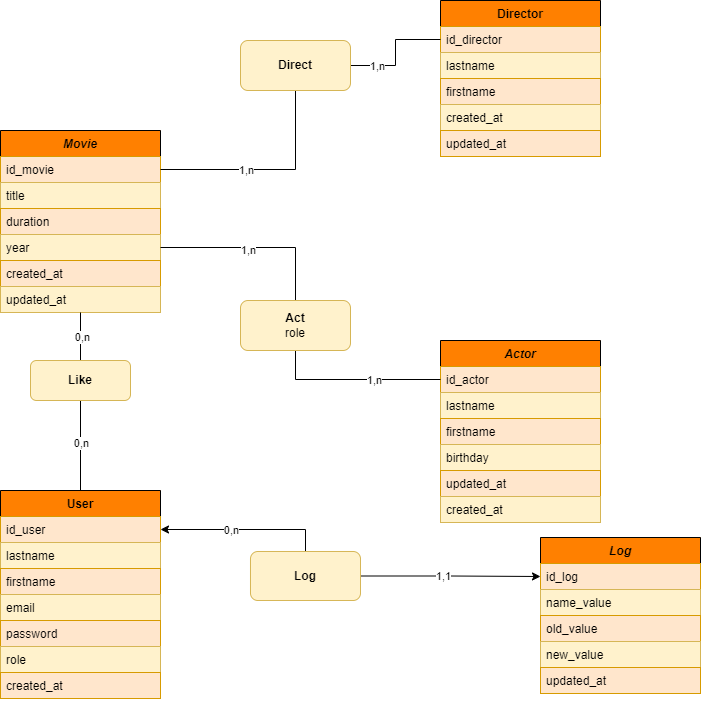 Director
id_director
lastname
firstname
created_at
updated_at
Direct
1,n
1,n
Movie
id_movie
title
duration
year
created_at
updated_at
1,n
Act
role
1,n
Actor
id_actor
lastname
firstname
birthday
updated_at
created_at
0,n
Like
0,n
User
id_user
lastname
firstname
email
password
role
created_at
0,n
Log
1,1
Log
id_log
name_value
old_value
new_value
updated_at